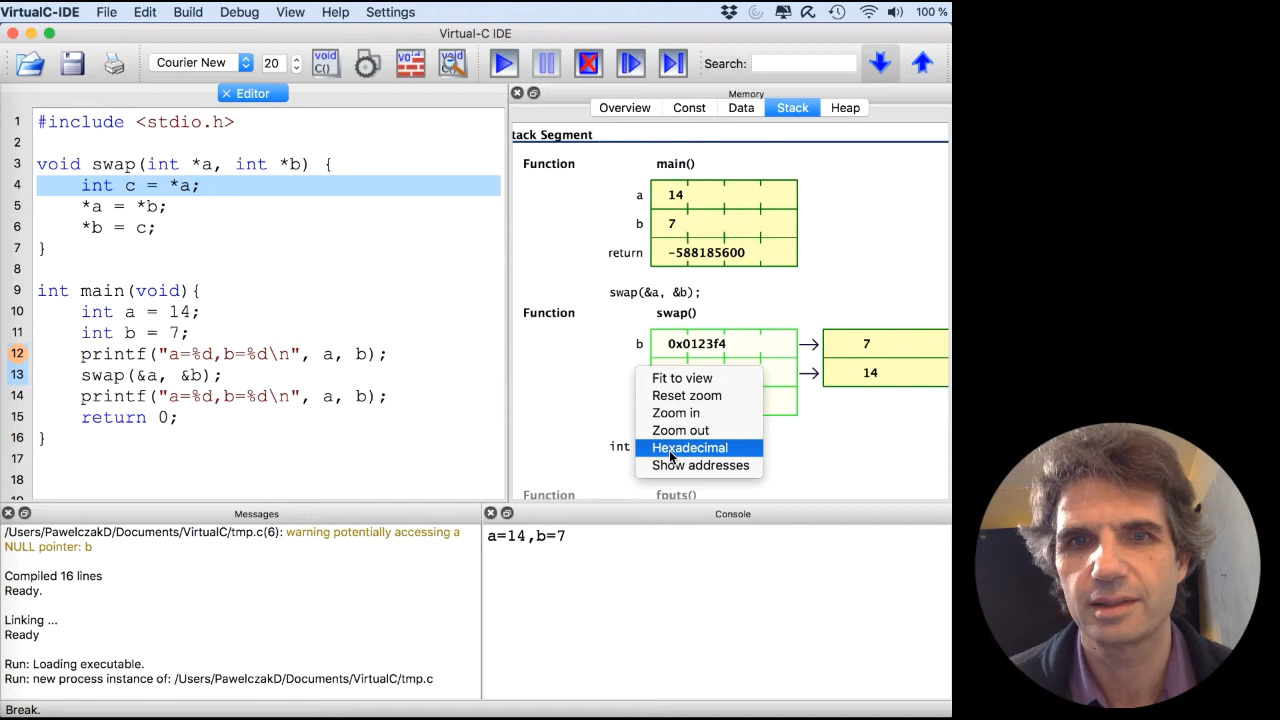 VirtualC-IDE File Edit Build Debug View Help Settings 100 %
Virtual-C IDE
Courier New 20 void C() void void C() Search:
× Editor
1 #include <stdio.h>
2
3 void swap(int *a, int *b) {
4 int c = *a;
5 *a = *b;
6 *b = c;
7 }
8
9 int main(void){
10 int a = 14;
11 int b = 7;
12 printf("a=%d,b=%d\n", a, b);
13 swap(&a, &b);
14 printf("a=%d,b=%d\n", a, b);
15 return 0;
16 }
17
18
Memory
Overview Const Data Stack Heap
tack Segment
Function main()
a 14
b 7
return -588185600
swap(&a, &b);
Function swap()
b 0x0123f4 → 7
→ 14
int
Function fputs()
Fit to view
Reset zoom
Zoom in
Zoom out
Hexadecimal
Show addresses
Messages
/Users/PawelczakD/Documents/VirtualC/tmp.c(6): warning potentially accessing a
NULL pointer: b
Compiled 16 lines
Ready.
Linking ...
Ready
Run: Loading executable.
Run: new process instance of: /Users/PawelczakD/Documents/VirtualC/tmp.c
Console
a=14,b=7
Break.